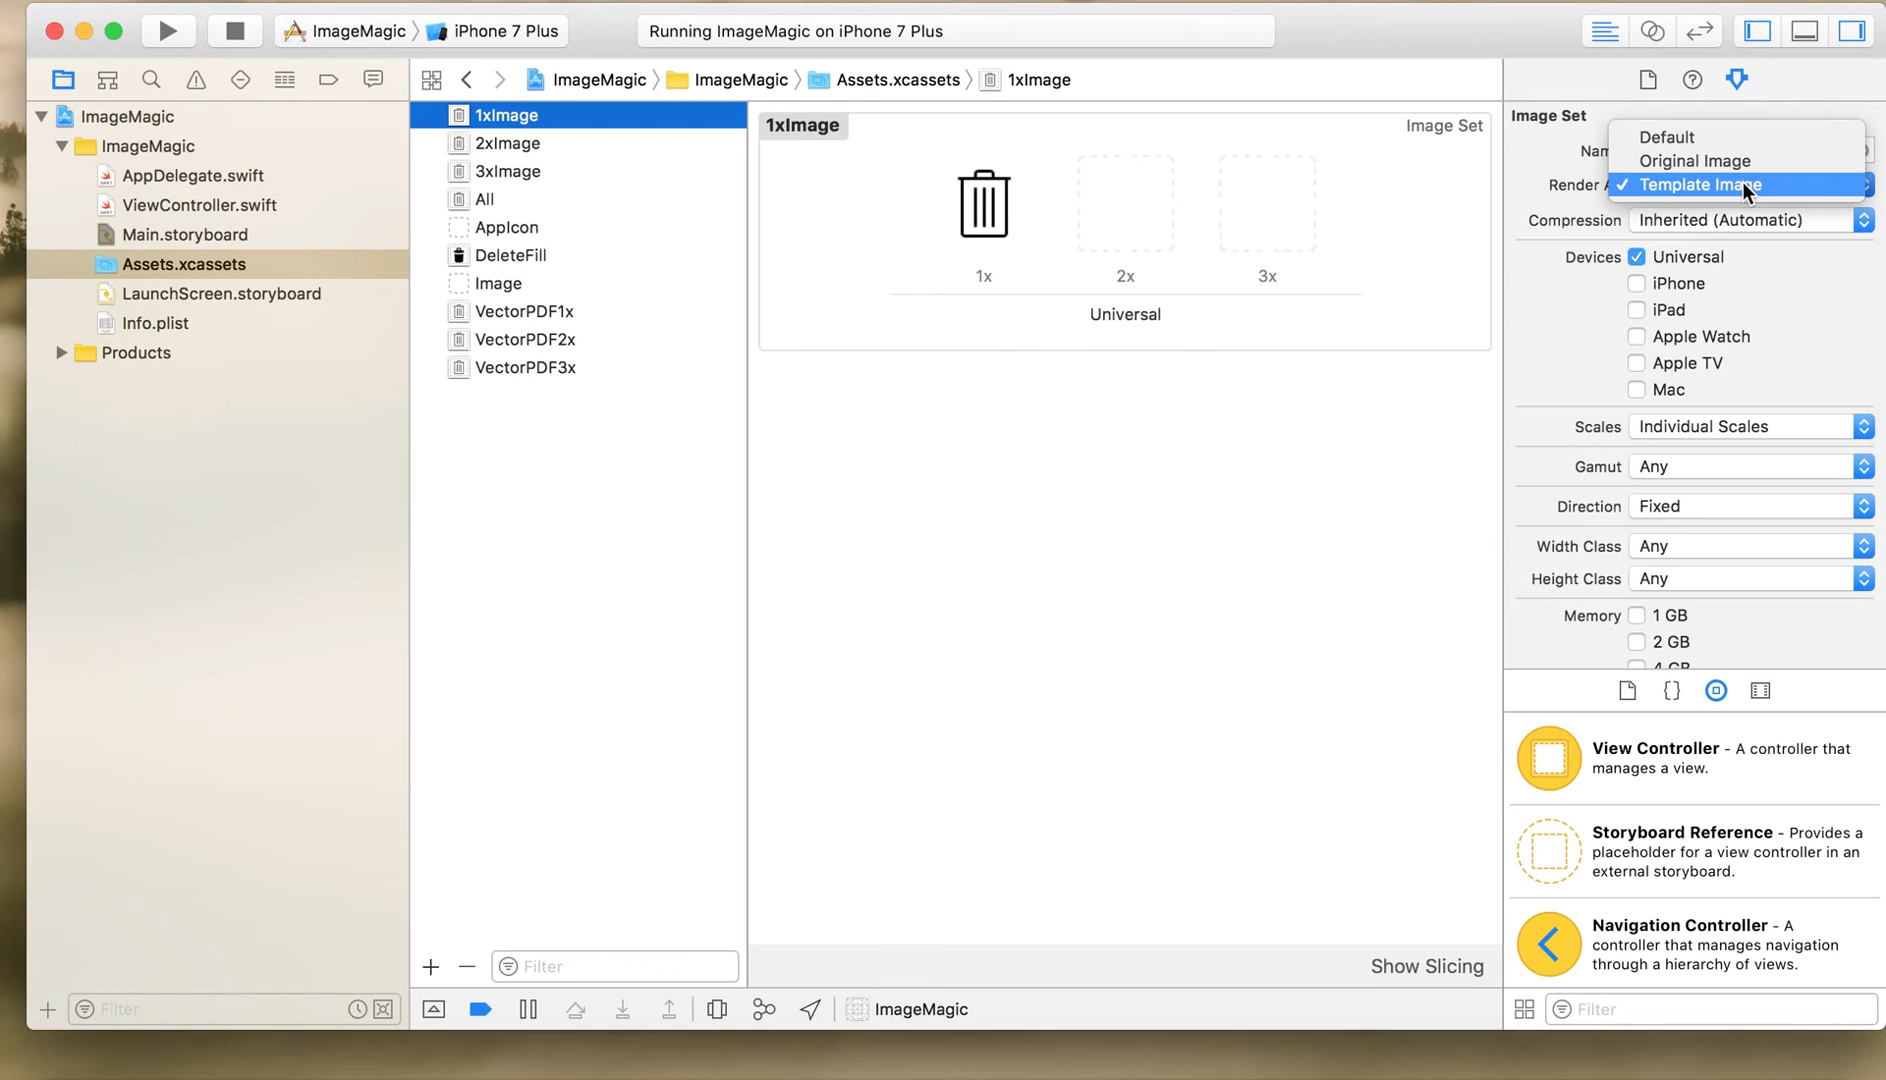 ImageMagic
iPhone 7 Plus
Running ImageMagic on iPhone 7 Plus
ImageMagic
ImageMagic
Assets.xcassets
1xImage
ImageMagic
ImageMagic
AppDelegate.swift
ViewController.swift
Main.storyboard
Assets.xcassets
LaunchScreen.storyboard
Info.plist
Products
1xImage
2xImage
3xImage
All
AppIcon
DeleteFill
Image
VectorPDF1x
VectorPDF2x
VectorPDF3x
1xImage
Image Set
1x
2x
3x
Universal
Show Slicing
Filter
Filter
ImageMagic
Image Set
Default
Original Image
Render
Template Image
Compression
Inherited (Automatic)
Devices
Universal
iPhone
iPad
Apple Watch
Apple TV
Mac
Scales
Individual Scales
Gamut
Any
Direction
Fixed
Width Class
Any
Height Class
Any
Memory
1 GB
2 GB
4 GB
View Controller - A controller that
manages a view.
Storyboard Reference - Provides a
placeholder for a view controller in an
external storyboard.
Navigation Controller - A
controller that manages navigation
through a hierarchy of views.
Filter